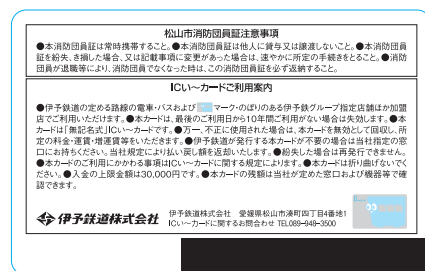 松山市消防団員証注意事項
●本消防団員証は常時携帯すること。●本消防団員証は他人に貸与又は譲渡しないこと。●本消防団員
証を紛失、き損した場合、又は記載事項に変更があった場合は、速やかに所定の手続きをとること。●消防
団員が退職等により、消防団員でなくなった時は、この消防団員証を必ず返納すること。
ICい~カードご利用案内
●伊予鉄道の定める路線の電車・バスおよびマーク・のぼりのある伊予鉄グループ指定店舗ほか加盟
店でご利用いただけます。●本カードは、最後のご利用日から10年間ご利用がない場合は失効します。●本カ
ードは「無記名式」ICい~カードです。●万一、不正に使用された場合は、本カードを無効として回収し、所
定の料金・運賃・増運賃等をいただきます。●伊予鉄道が発行する本カードが不要の場合は当社指定の窓
口にお持ちください。当社規定により払い戻し額を返却いたします。●紛失した場合は再発行できません。
●本カードのご利用にかかわる事項はICい~カードに関する規定によります。●本カードは折り曲げないでく
ださい。●入金の上限金額は30,000円です。●本カードの残額は当社が定めた窓口および機器等で確
認できます。
伊予鉄道株式会社
伊予鉄道株式会社 愛媛県松山市湊町四丁目4番地1
ICい~カードに関するお問合わせ TEL089-948-3500